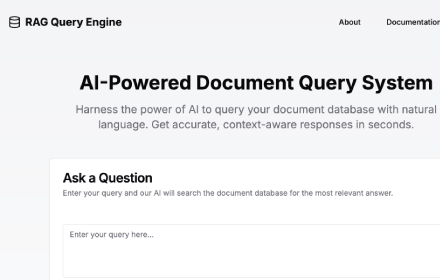 RAG Query Engine
About
Documentation
AI-Powered Document Query System
Harness the power of AI to query your document database with natural
language. Get accurate, context-aware responses in seconds.
Ask a Question
Enter your query and our AI will search the document database for the most relevant answer.
Enter your query here...